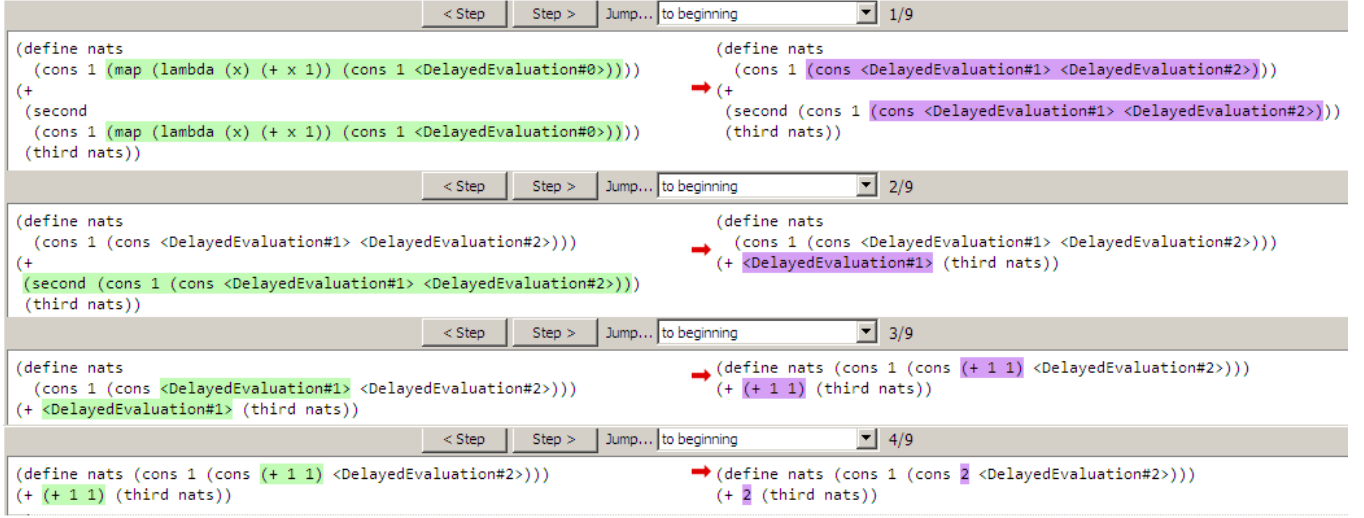 < Step Step > Jump... to beginning 1/9
(define nats
(cons 1 (map (lambda (x) (+ x 1)) (cons 1 <DelayedEvaluation#0>))))
(+
(second
(cons 1 (map (lambda (x) (+ x 1)) (cons 1 <DelayedEvaluation#0>))))
(third nats))
(define nats
(cons 1 (cons <DelayedEvaluation#1> <DelayedEvaluation#2>)))
(+
(second (cons 1 (cons <DelayedEvaluation#1> <DelayedEvaluation#2>)))
(third nats))
< Step Step > Jump... to beginning 2/9
(define nats
(cons 1 (cons <DelayedEvaluation#1> <DelayedEvaluation#2>)))
(+
(second (cons 1 (cons <DelayedEvaluation#1> <DelayedEvaluation#2>)))
(third nats))
(define nats
(cons 1 (cons <DelayedEvaluation#1> <DelayedEvaluation#2>)))
(+ <DelayedEvaluation#1> (third nats))
< Step Step > Jump... to beginning 3/9
(define nats
(cons 1 (cons <DelayedEvaluation#1> <DelayedEvaluation#2>)))
(+ <DelayedEvaluation#1> (third nats))
(define nats (cons 1 (cons (+ 1 1) <DelayedEvaluation#2>)))
(+ (+ 1 1) (third nats))
< Step Step > Jump... to beginning 4/9
(define nats (cons 1 (cons (+ 1 1) <DelayedEvaluation#2>)))
(+ (+ 1 1) (third nats))
(define nats (cons 1 (cons 2 <DelayedEvaluation#2>)))
(+ 2 (third nats))